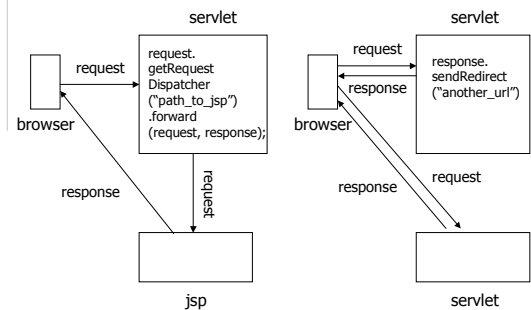 servlet
request.
getRequest
Dispatcher
(“path_to_jsp”)
.forward
(request, response);
request
browser
response
request
jsp
servlet
request
response.
sendRedirect
(“another_url”)
response
browser
request
response
servlet